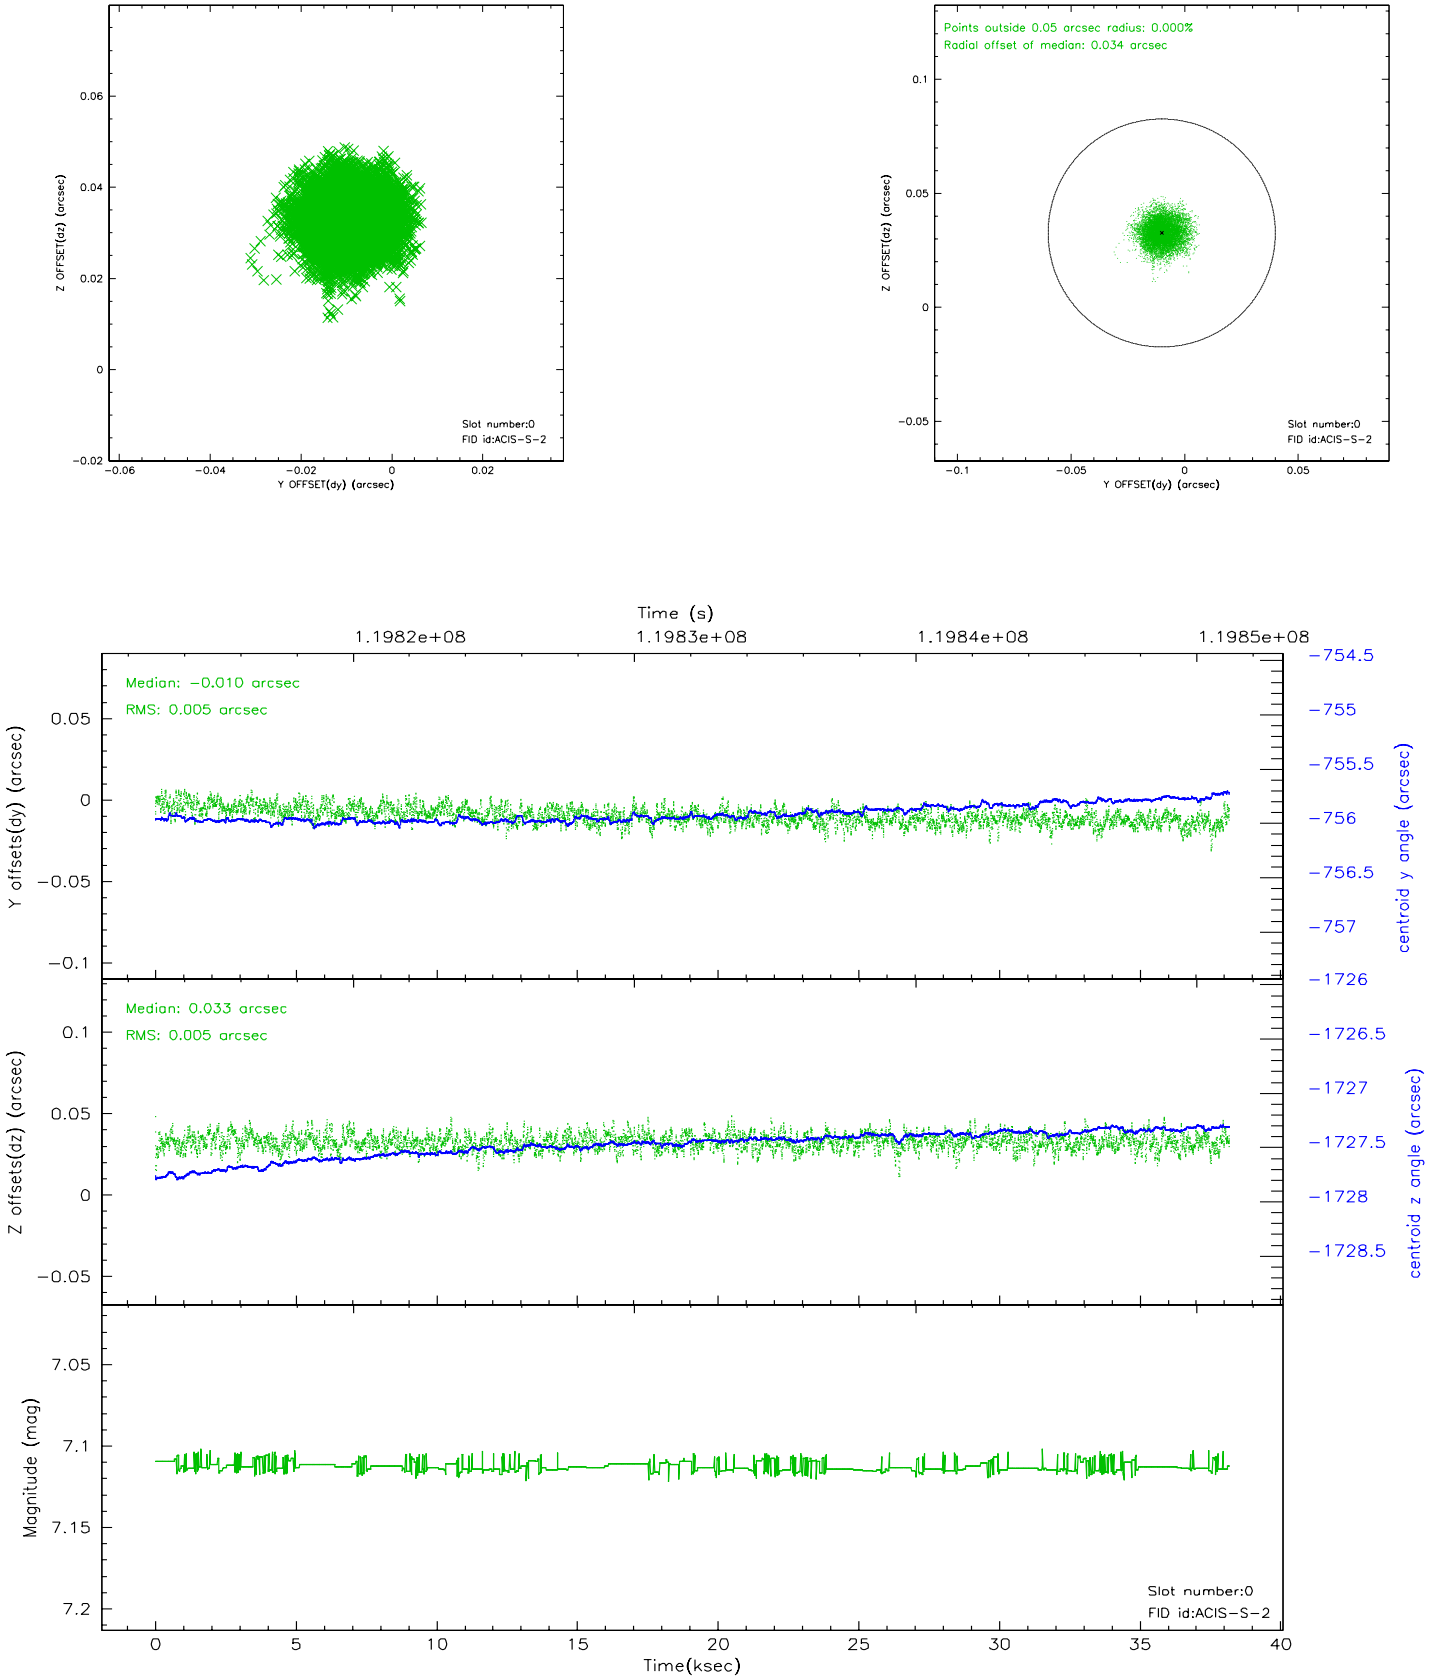 0.06
0.04
0.02
0
-0.02
Z OFFSET(dz) (arcsec)
Slot number:0
FID id:ACIS-S-2
-0.06 -0.04 -0.02 0 0.02
Y OFFSET(dy) (arcsec)
Points outside 0.05 arcsec radius: 0.000%
Radial offset of median: 0.034 arcsec
0.1
0.05
0
-0.05
Z OFFSET(dz) (arcsec)
Slot number:0
FID id:ACIS-S-2
-0.1 -0.05 0 0.05
Y OFFSET(dy) (arcsec)
Time (s)
1.1982e+08 1.1983e+08 1.1984e+08 1.1985e+08
Median: -0.010 arcsec
RMS: 0.005 arcsec
0.05
0
-0.05
-0.1
Y offsets(dy) (arcsec)
-754.5
-755
-755.5
-756
-756.5
-757
centroid y angle (arcsec)
Median: 0.033 arcsec
RMS: 0.005 arcsec
0.1
0.05
0
-0.05
Z offsets(dz) (arcsec)
-1726
-1726.5
-1727
-1727.5
-1728
-1728.5
centroid z angle (arcsec)
7.05
7.1
7.15
7.2
Magnitude (mag)
Slot number:0
FID id:ACIS-S-2
0 5 10 15 20 25 30 35 40
Time(ksec)